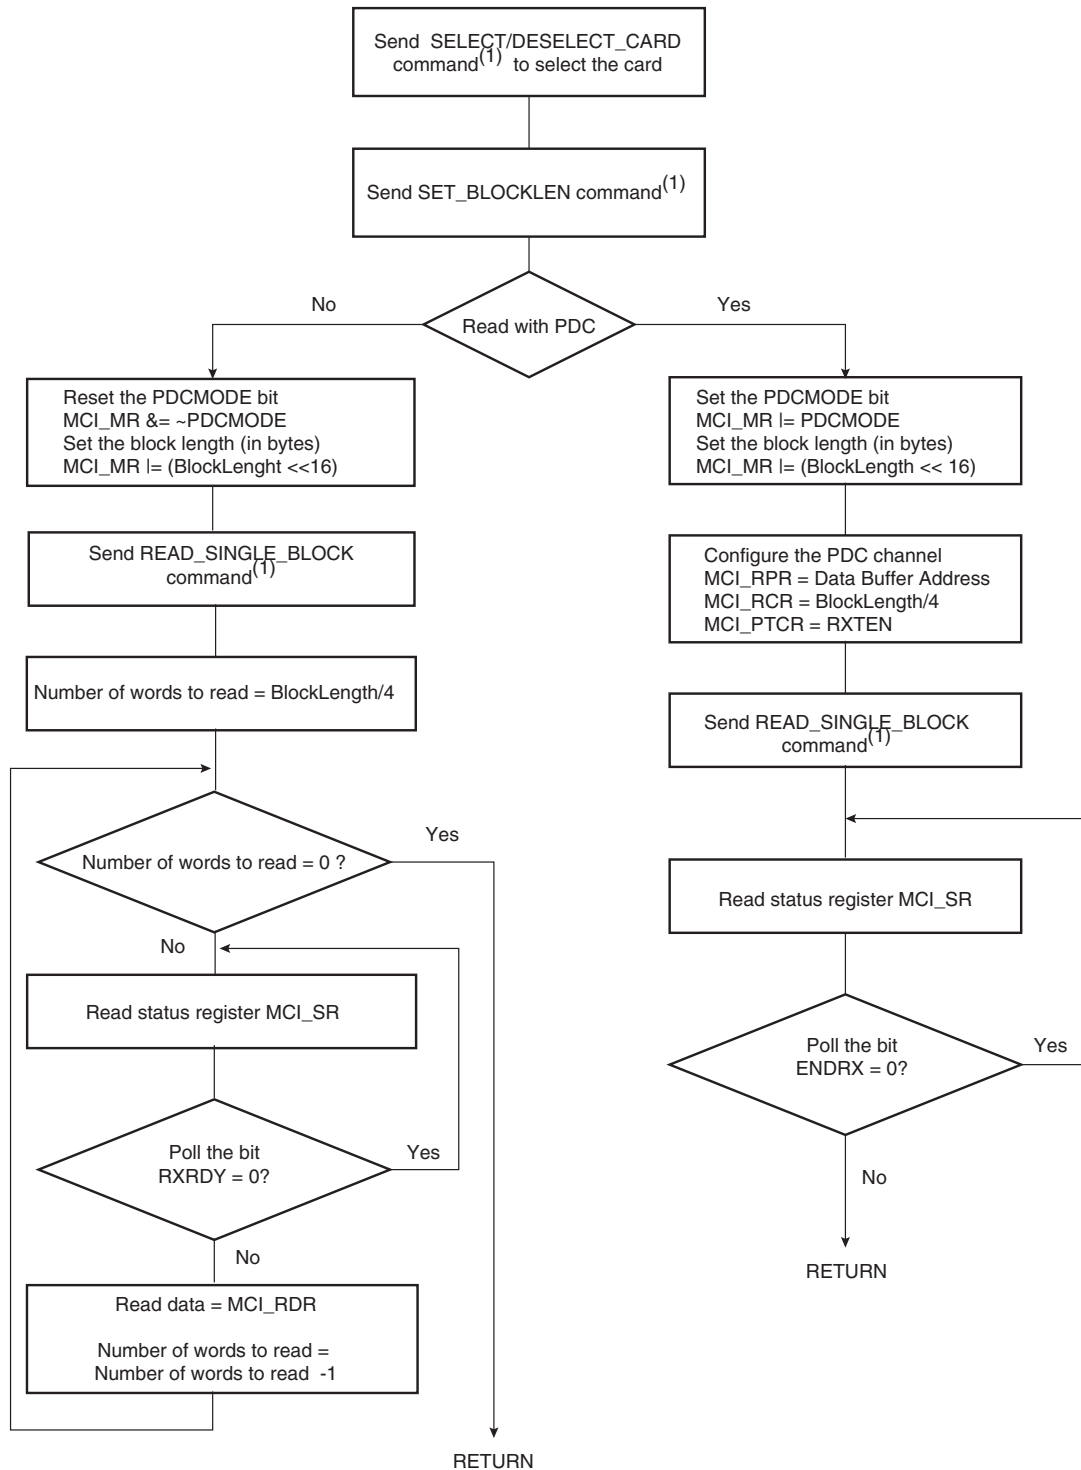 Send SELECT/DESELECT_CARD
command(1) to select the card
Send SET_BLOCKLEN command(1)
No
Read with PDC
Yes
Reset the PDCMODE bit
MCI_MR &= ~PDCMODE
Set the block length (in bytes)
MCI_MR |= (BlockLenght <<16)
Send READ_SINGLE_BLOCK
command(1)
Number of words to read = BlockLength/4
Number of words to read = 0 ?
Yes
No
Read status register MCI_SR
Poll the bit
RXRDY = 0?
Yes
No
Read data = MCI_RDR
Number of words to read =
Number of words to read -1
RETURN
Set the PDCMODE bit
MCI_MR |= PDCMODE
Set the block length (in bytes)
MCI_MR |= (BlockLength << 16)
Configure the PDC channel
MCI_RPR = Data Buffer Address
MCI_RCR = BlockLength/4
MCI_PTCR = RXTEN
Send READ_SINGLE_BLOCK
command(1)
Read status register MCI_SR
Poll the bit
ENDRX = 0?
Yes
No
RETURN